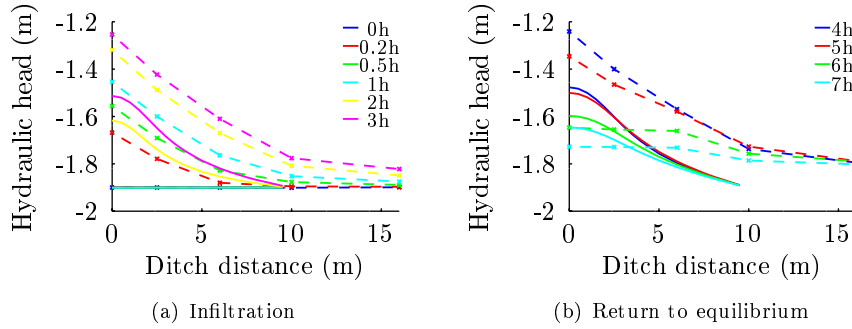 Hydraulic head (m)
-1.2
-1.4
-1.6
-1.8
-2
0
5
10
15
Ditch distance (m)
0h
0.2h
0.5h
1h
2h
3h
(a) Infiltration
Hydraulic head (m)
-1.2
-1.4
-1.6
-1.8
-2
0
5
10
15
Ditch distance (m)
4h
5h
6h
7h
(b) Return to equilibrium